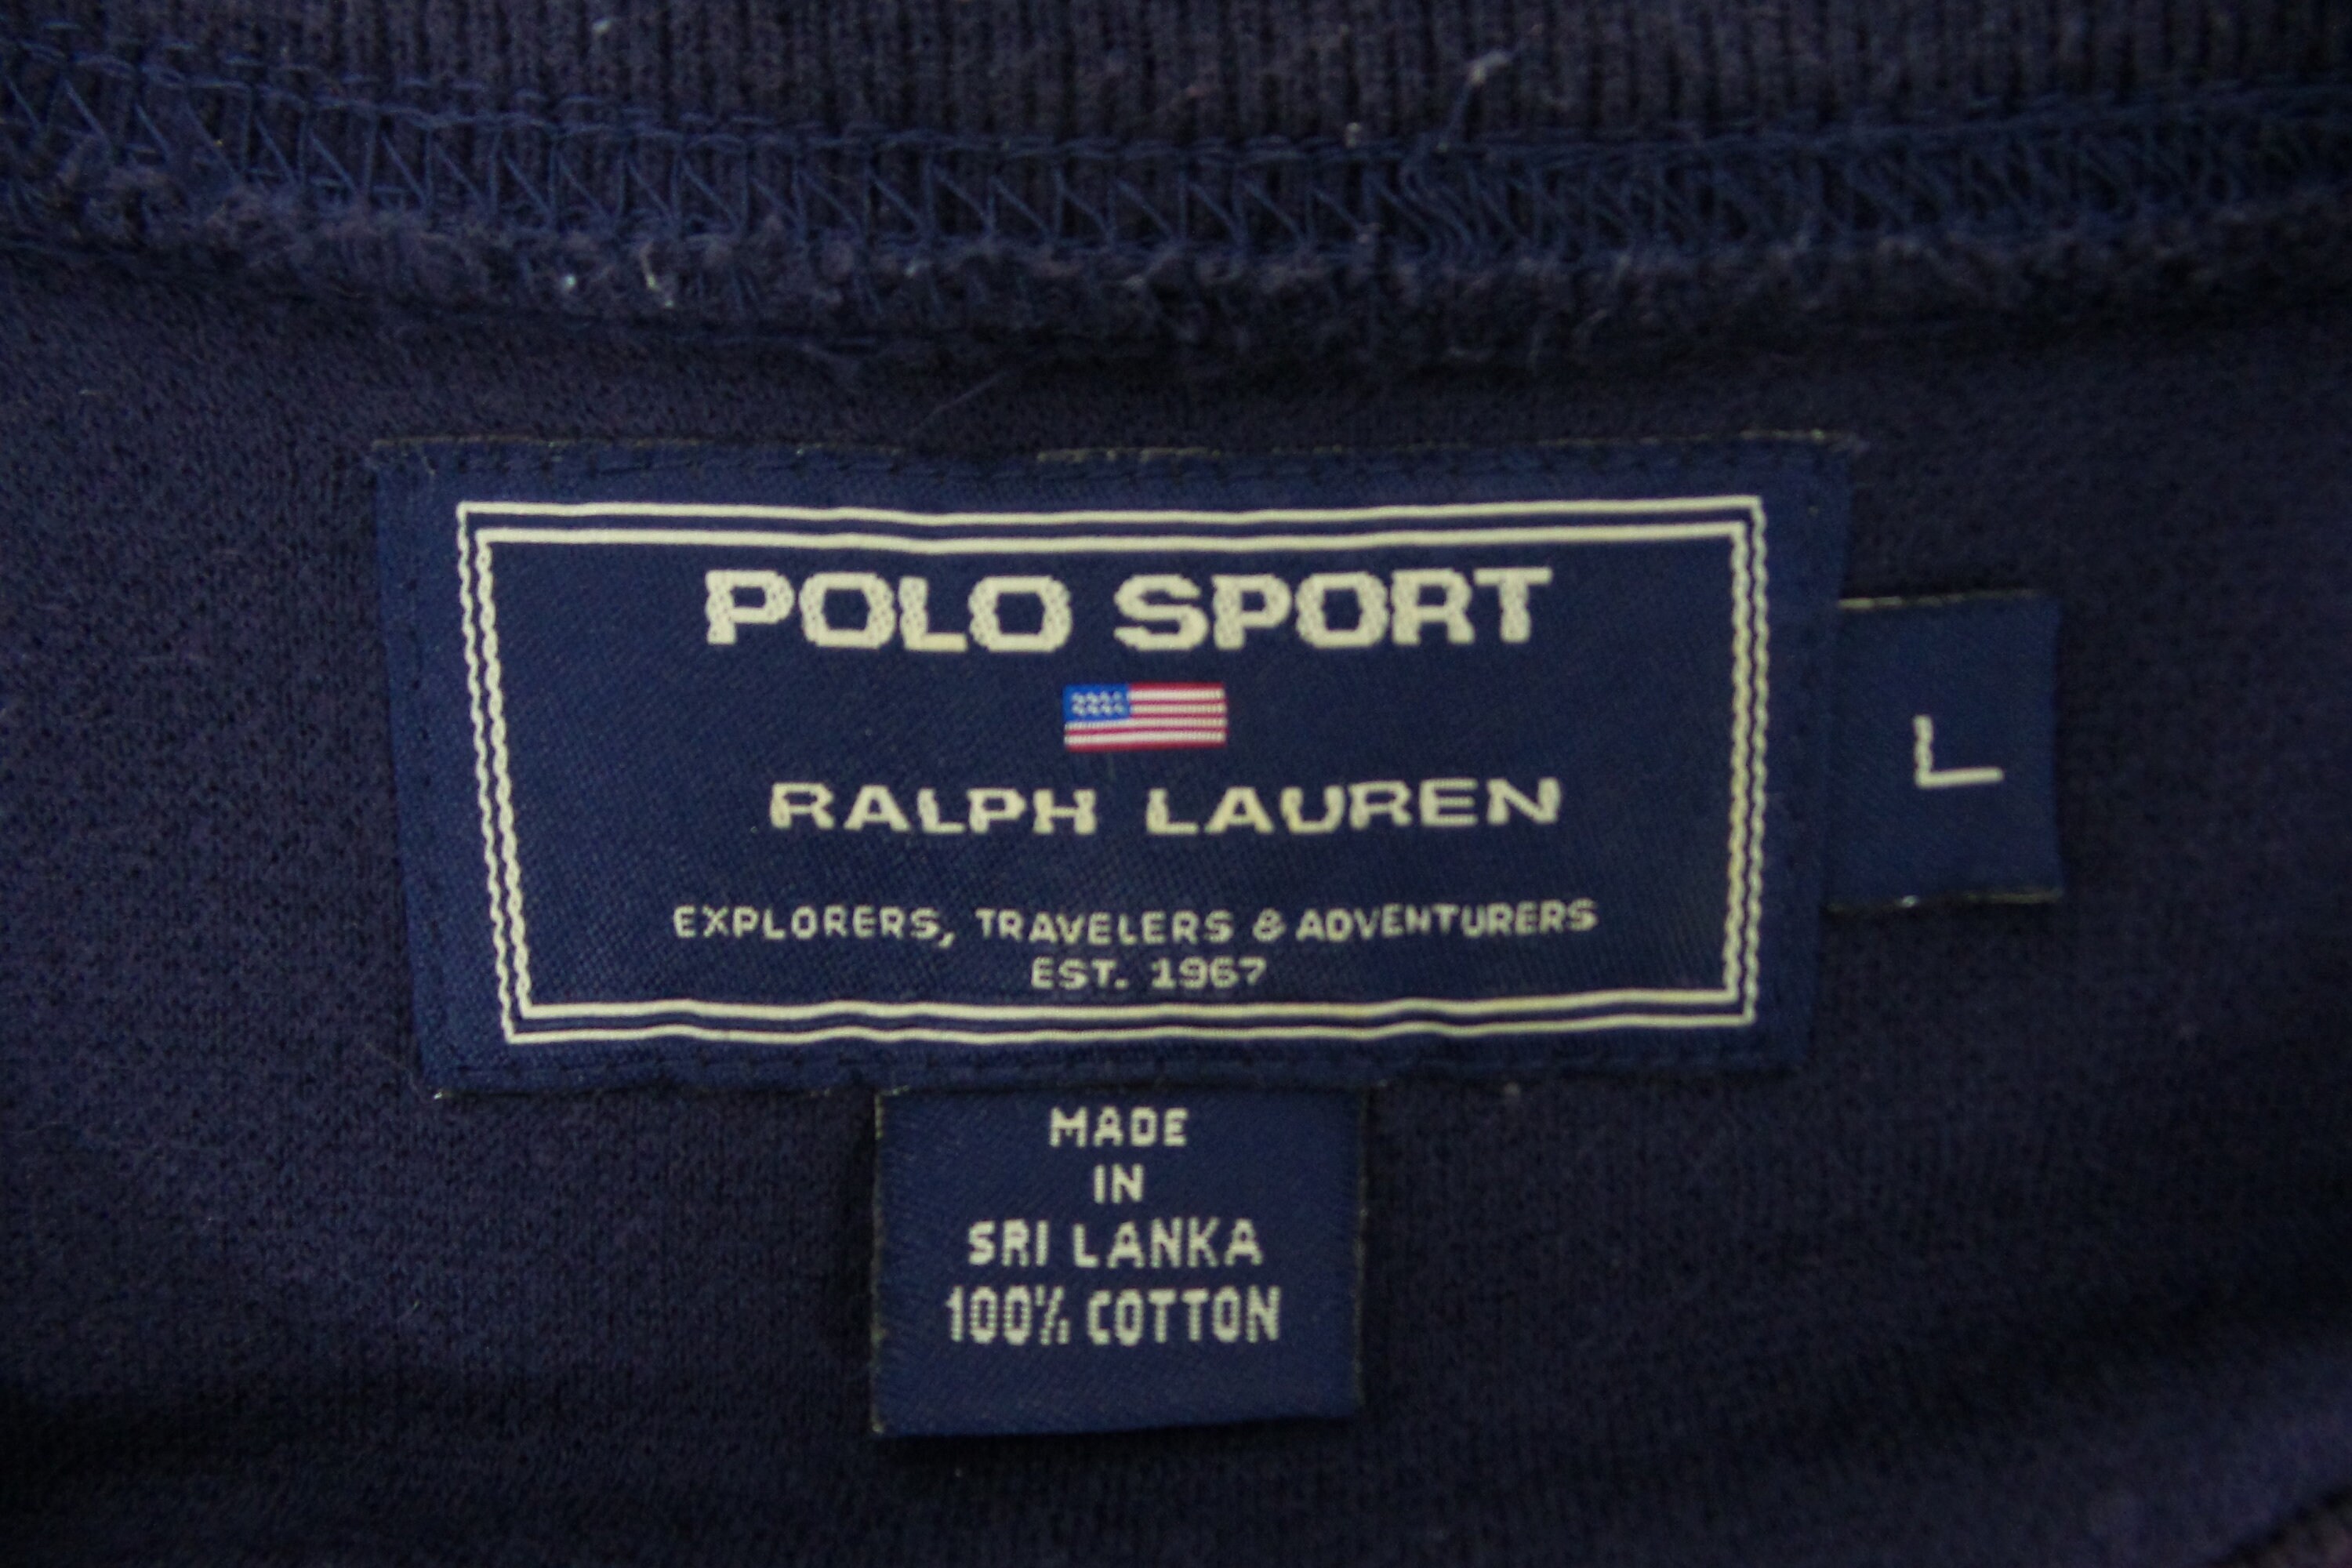 POLO SPORT
RALPH LAUREN
L
EXPLORERS, TRAVELERS & ADVENTURERS
EST. 1967
MADE
IN
SRI LANKA
100% COTTON